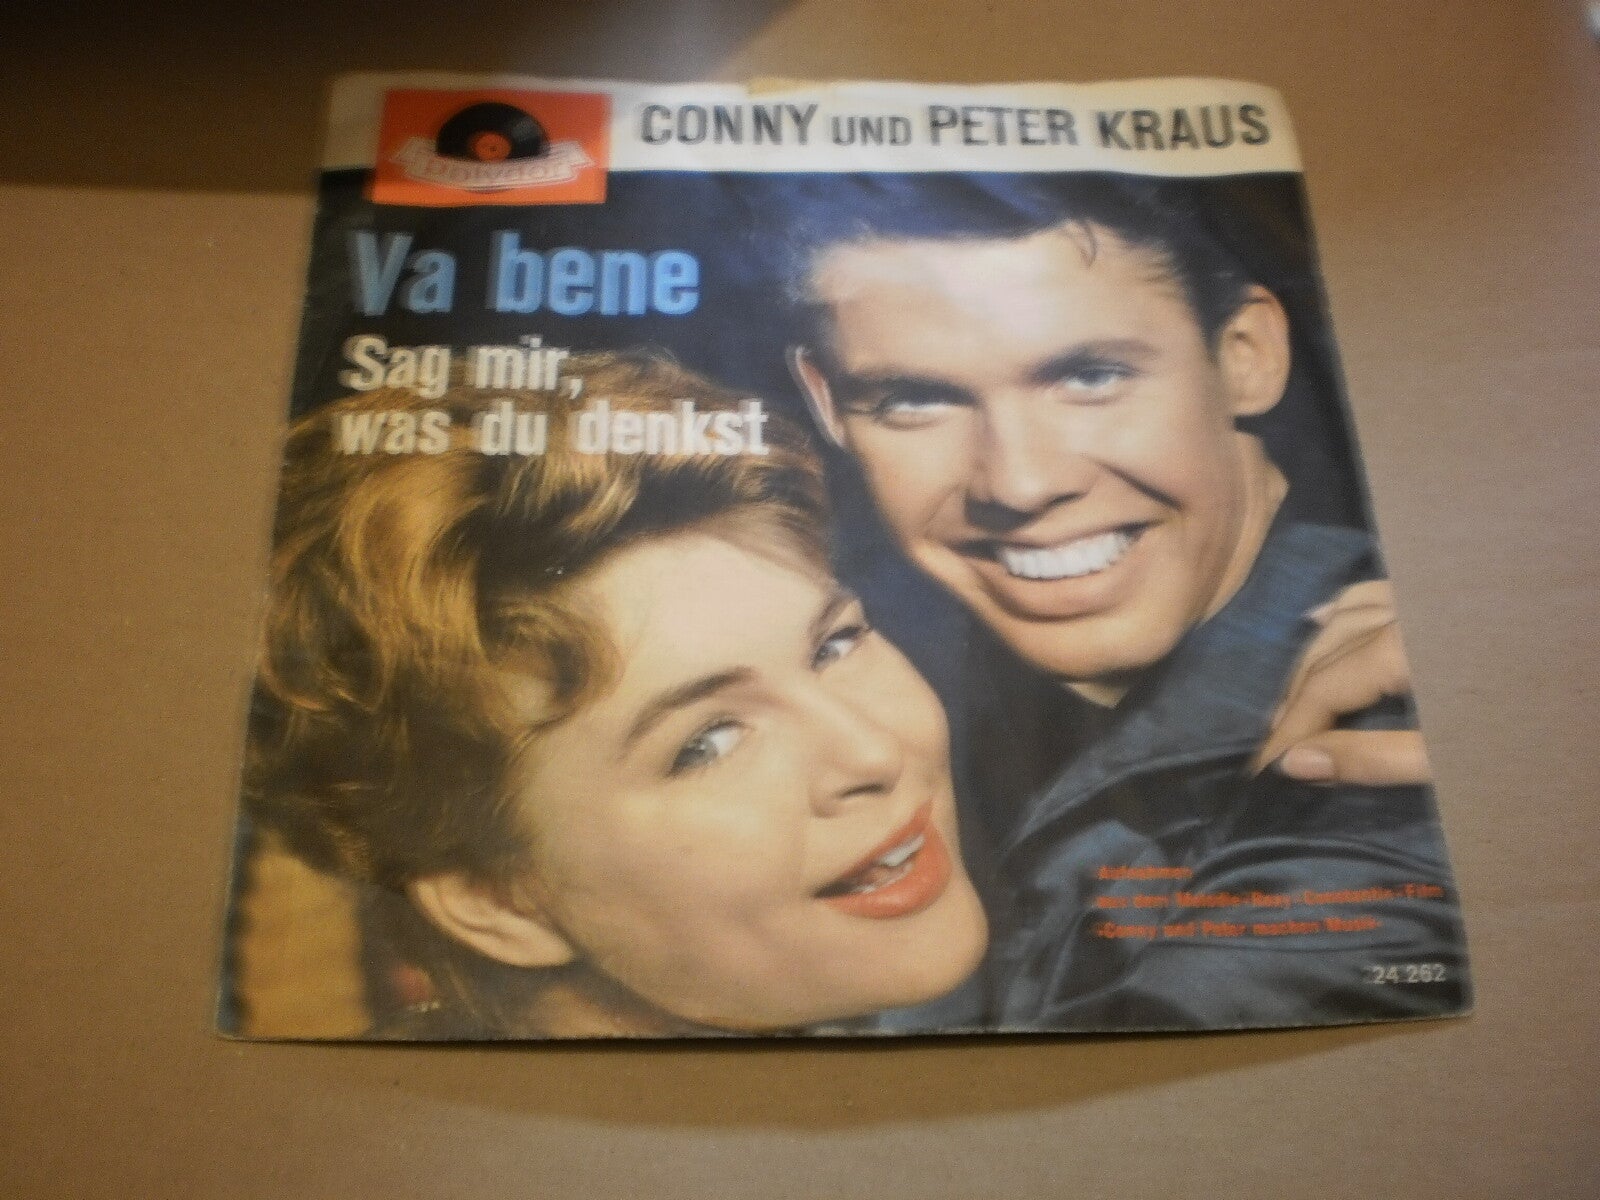 polydor
CONNY UND PETER KRAUS
Va bene
Sag mir,
was du denkst
Aufnahmen
aus dem Melodie-Roxy-Constantin-Film
»Conny und Peter machen Musik«
24 262